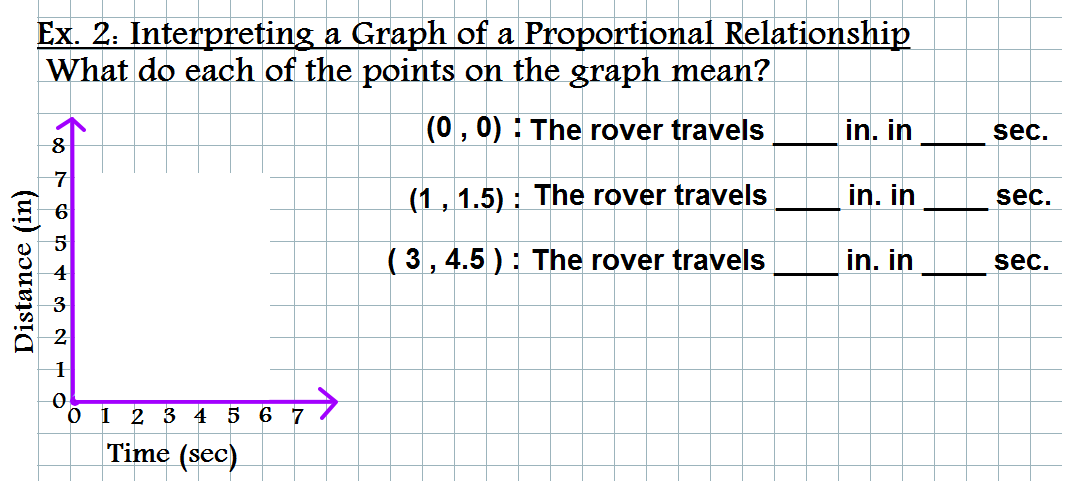 Ex. 2: Interpreting a Graph of a Proportional Relationship
What do each of the points on the graph mean?
(0 , 0) : The rover travels ____ in. in ____ sec.
(1 , 1.5) : The rover travels ____ in. in ____ sec.
( 3 , 4.5 ) : The rover travels ____ in. in ____ sec.
Distance (in)
8
7
6
5
4
3
2
1
0
0 1 2 3 4 5 6 7
Time (sec)